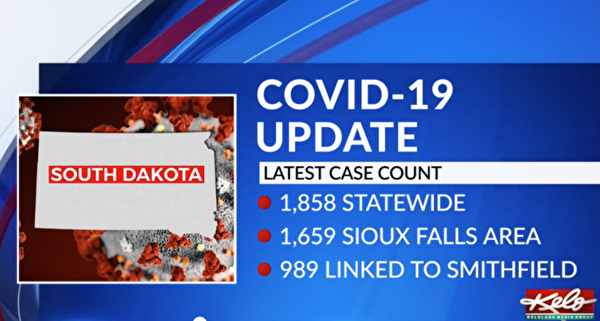 COVID-19
UPDATE
LATEST CASE COUNT
SOUTH DAKOTA
1,858 STATEWIDE
1,659 SIOUX FALLS AREA
989 LINKED TO SMITHFIELD
Kelo
KELOLAND MEDIA GROUP